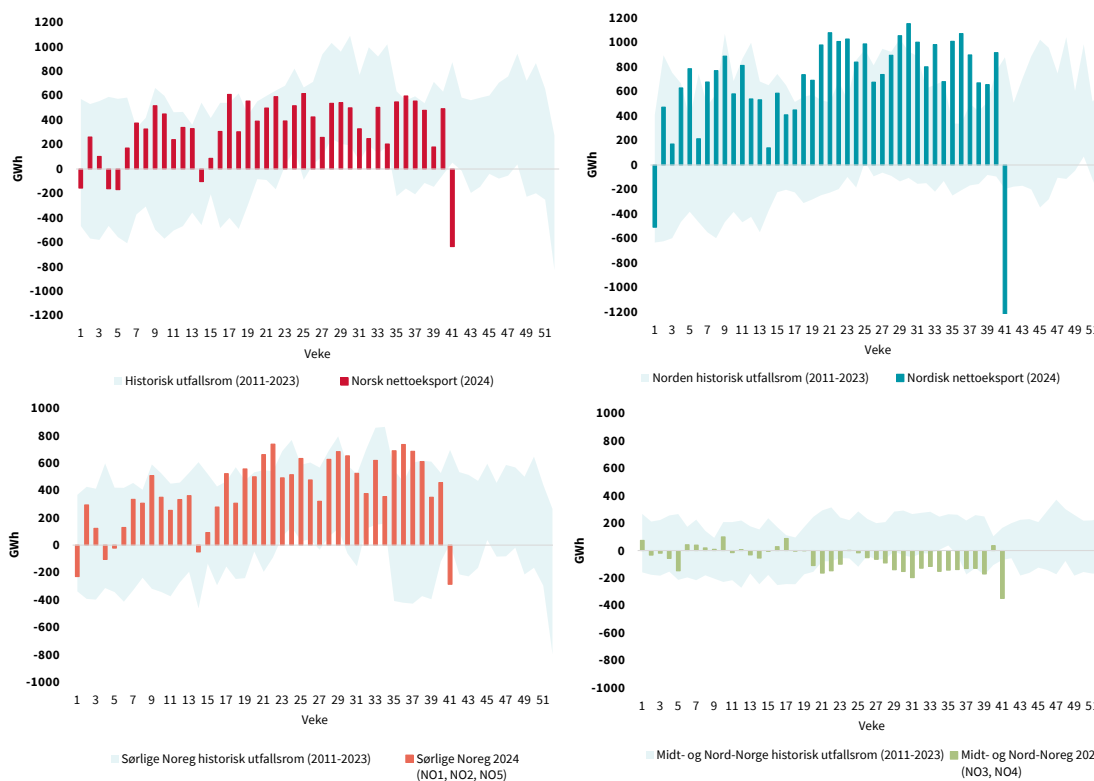 1200
1000
800
600
400
200
0
-200
-400
-600
-800
-1000
-1200
GWh
1 3 5 7 9 11 13 15 17 19 21 23 25 27 29 31 33 35 37 39 41 43 45 47 49 51
Veke
Historisk utfallsrom (2011-2023) Norsk nettoeksport (2024)
1200
1000
800
600
400
200
0
-200
-400
-600
-800
-1000
-1200
GWh
1 3 5 7 9 11 13 15 17 19 21 23 25 27 29 31 33 35 37 39 41 43 45 47 49 51
Veke
Norden historisk utfallsrom (2011-2023) Nordisk nettoeksport (2024)
1000
800
600
400
200
0
-200
-400
-600
-800
-1000
GWh
1 3 5 7 9 11 13 15 17 19 21 23 25 27 29 31 33 35 37 39 41 43 45 47 49 51
Veke
Sørlige Noreg historisk utfallsrom (2011-2023) Sørlige Noreg 2024
(NO1, NO2, NO5)
1000
800
600
400
200
0
-200
-400
-600
-800
-1000
GWh
1 3 5 7 9 11 13 15 17 19 21 23 25 27 29 31 33 35 37 39 41 43 45 47 49
Veke
Midt- og Nord-Norge historisk utfallsrom (2011-2023) Midt- og Nord-Noreg 202
(NO3, NO4)